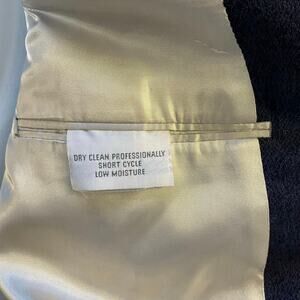 DRY CLEAN PROFESSIONALLY
SHORT CYCLE
LOW MOISTURE